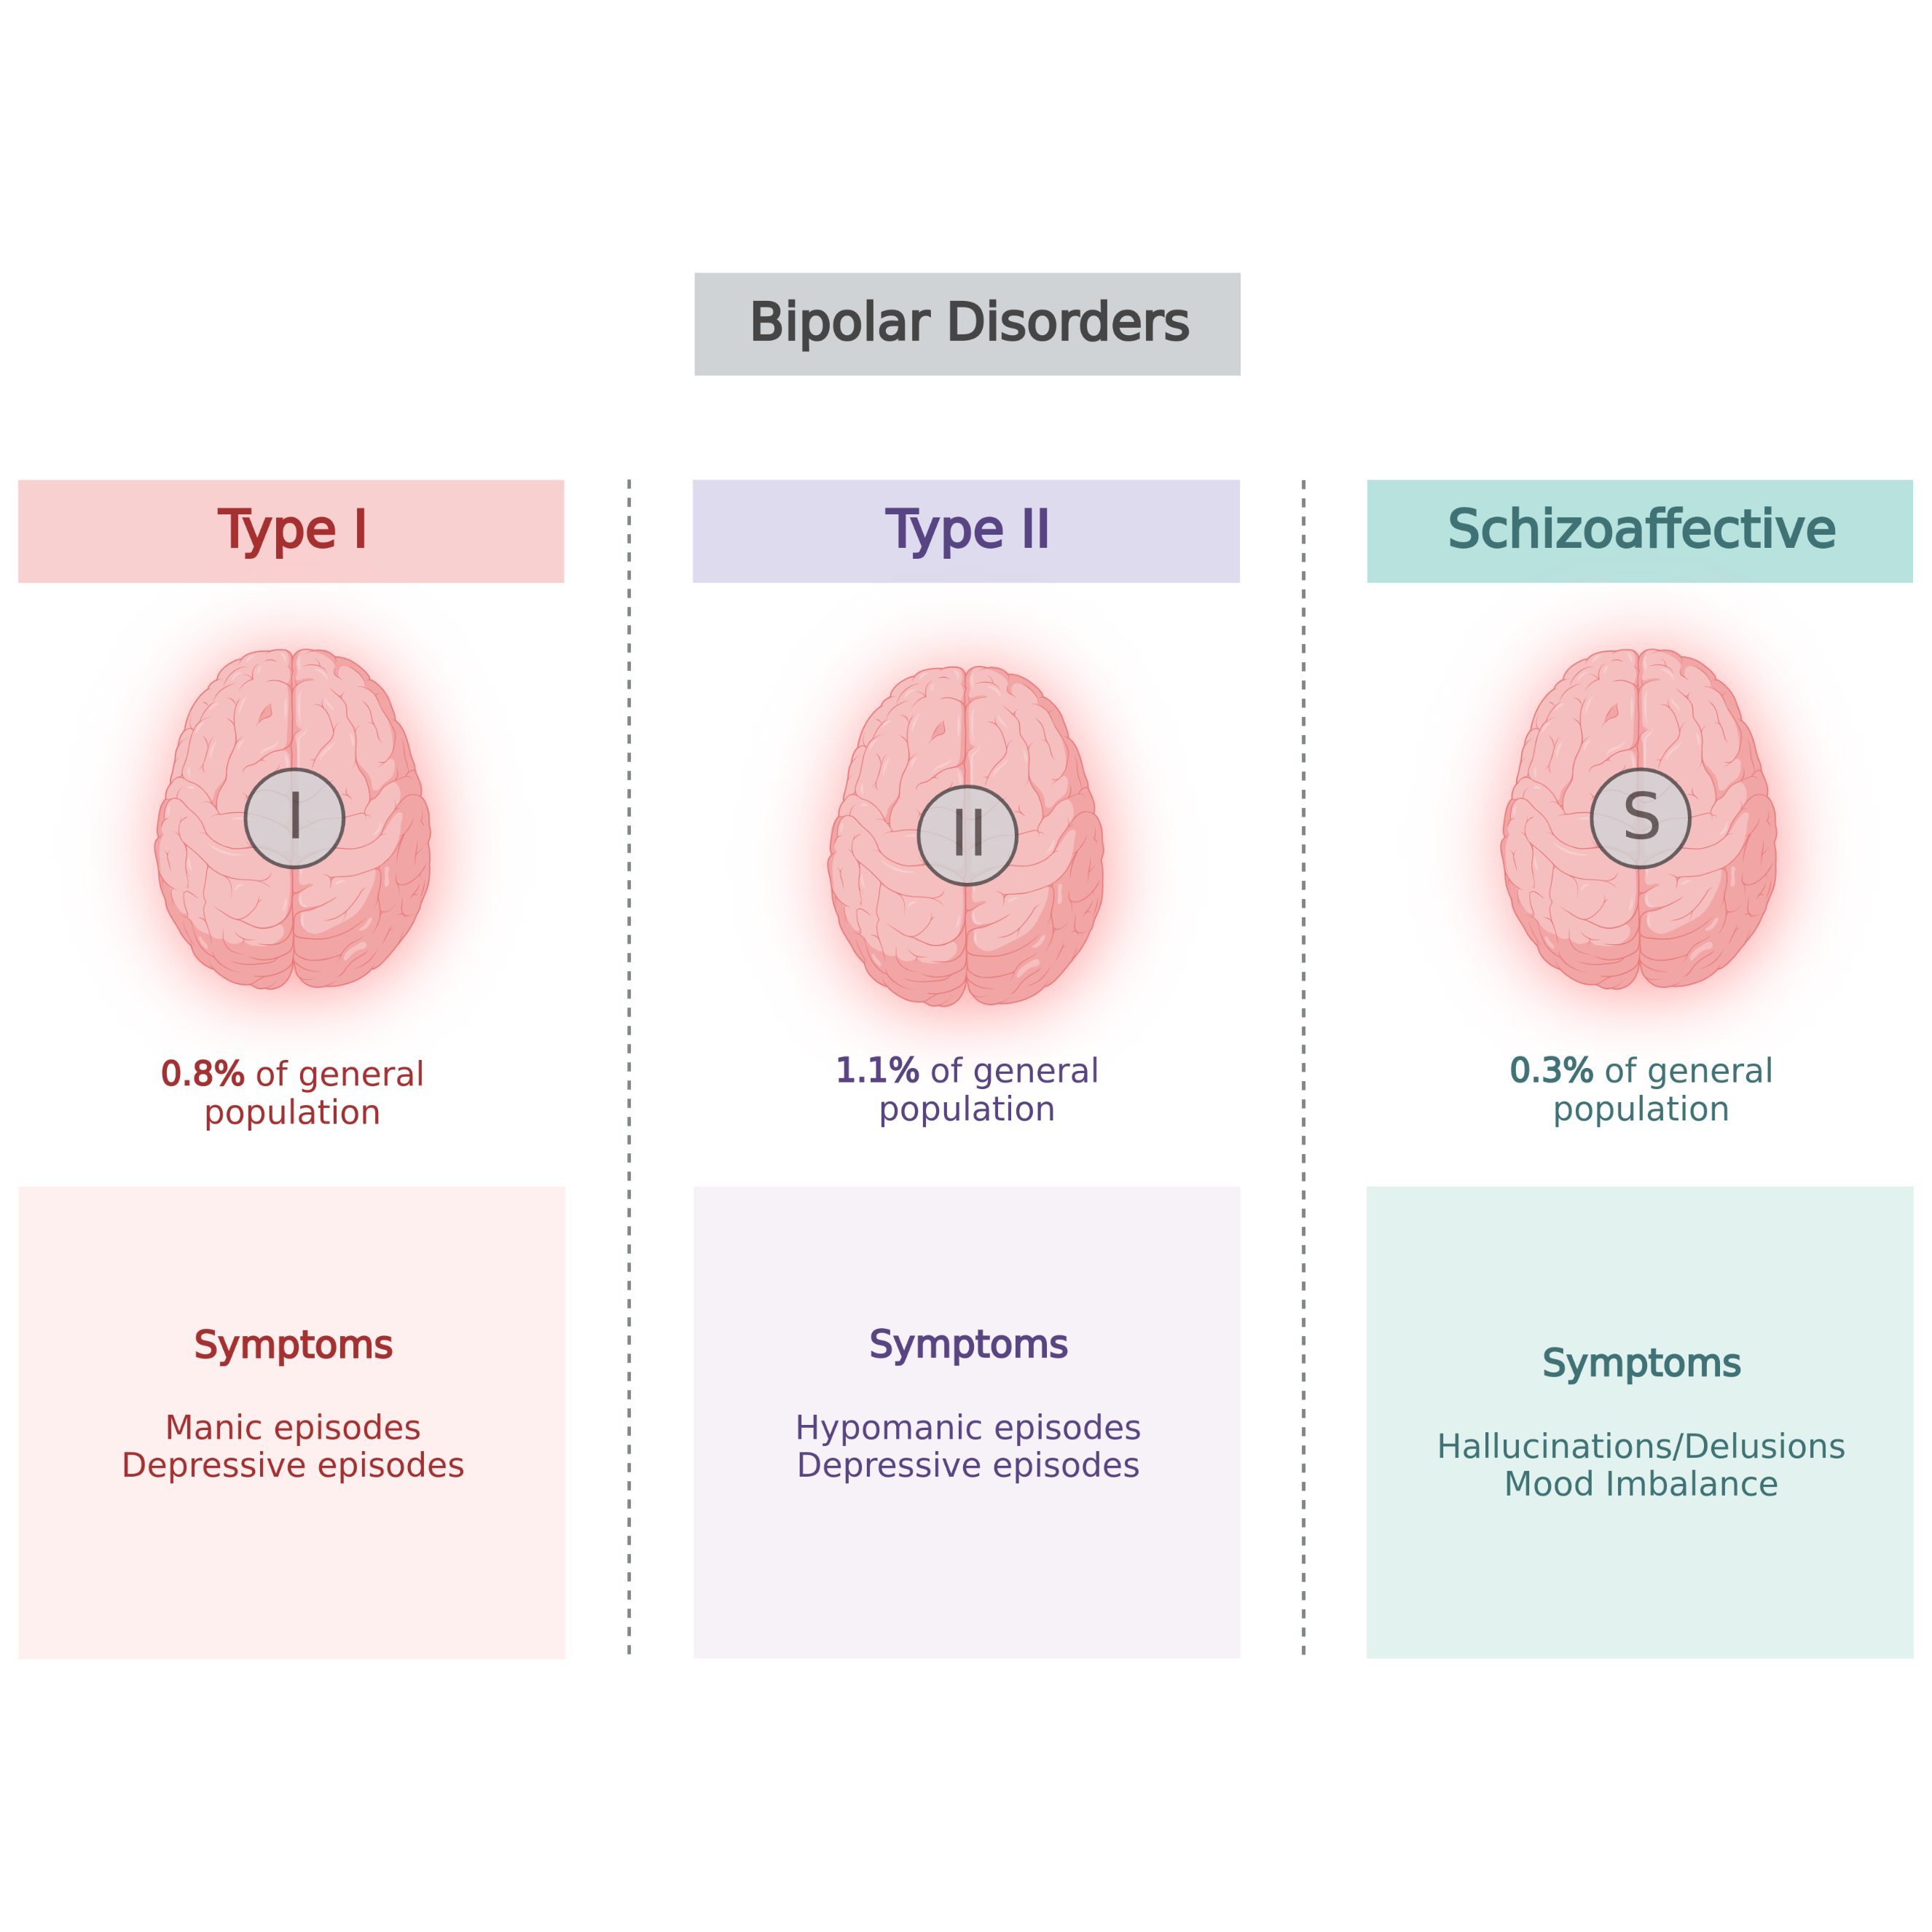 Bipolar Disorders
Type I
Type II
Schizoaffective
I
II
S
0.8% of general
population
1.1% of general
population
0.3% of general
population
Symptoms
Manic episodes
Depressive episodes
Symptoms
Hypomanic episodes
Depressive episodes
Symptoms
Hallucinations/Delusions
Mood Imbalance